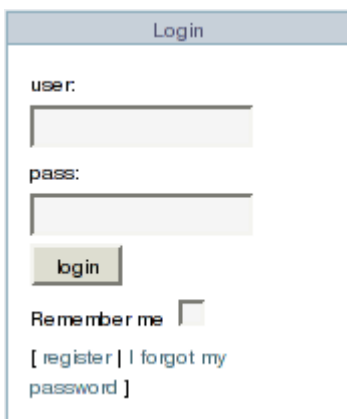 Login
user:
pass:
login
Remember me
[ register | I forgot my
password ]